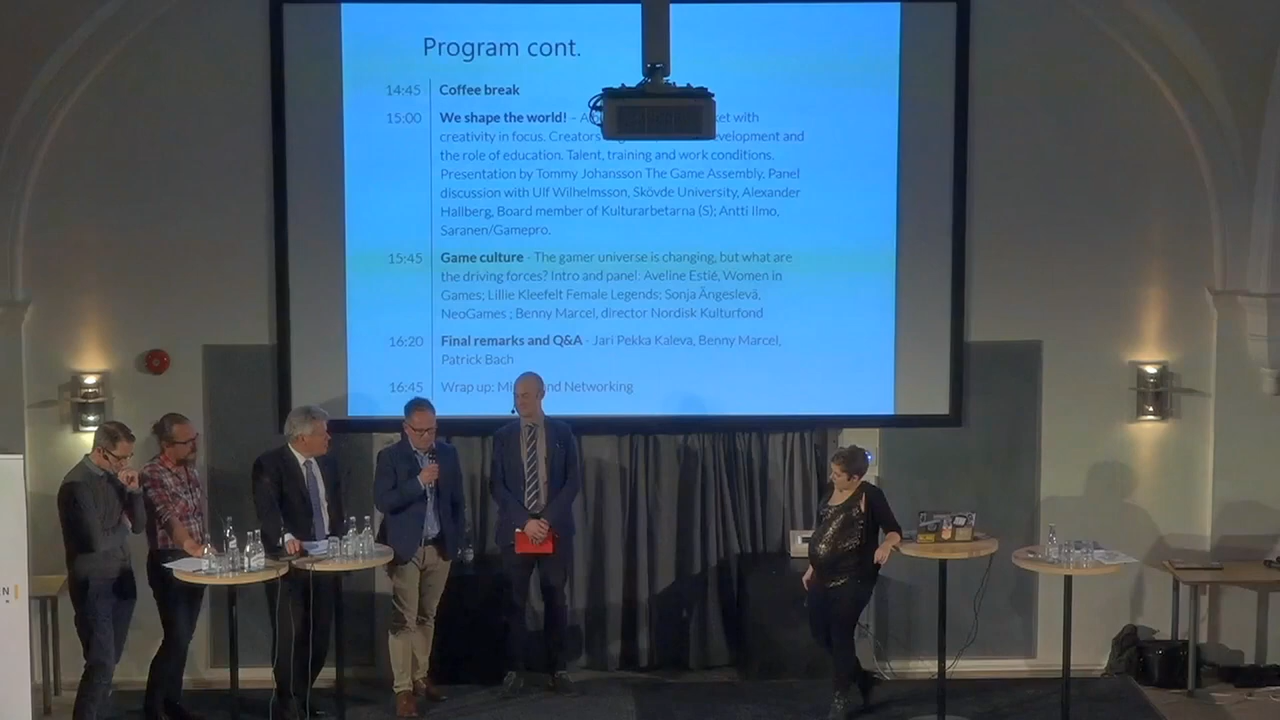 Program cont.
14:45 Coffee break
15:00 We shape the world! - with
creativity in focus. Creators and
the role of education. Talent, training and work conditions.
Presentation by Tommy Johansson The Game Assembly. Panel
discussion with Ulf Wilhelmsson, Skövde University, Alexander
Hallberg, Board member of Kulturarbetarna (S); Antti Ilmo,
Saranen/Gamepro.
15:45 Game culture - The gamer universe is changing, but what are
the driving forces? Intro and panel: Aveline Estié, Women in
Games; Lillie Kleefelt Female Legends; Sonja Ängeslevä,
NeoGames ; Benny Marcel, director Nordisk Kulturfond
16:20 Final remarks and Q&A - Jari Pekka Kaleva, Benny Marcel,
Patrick Bach
16:45 Wrap up: and Networking